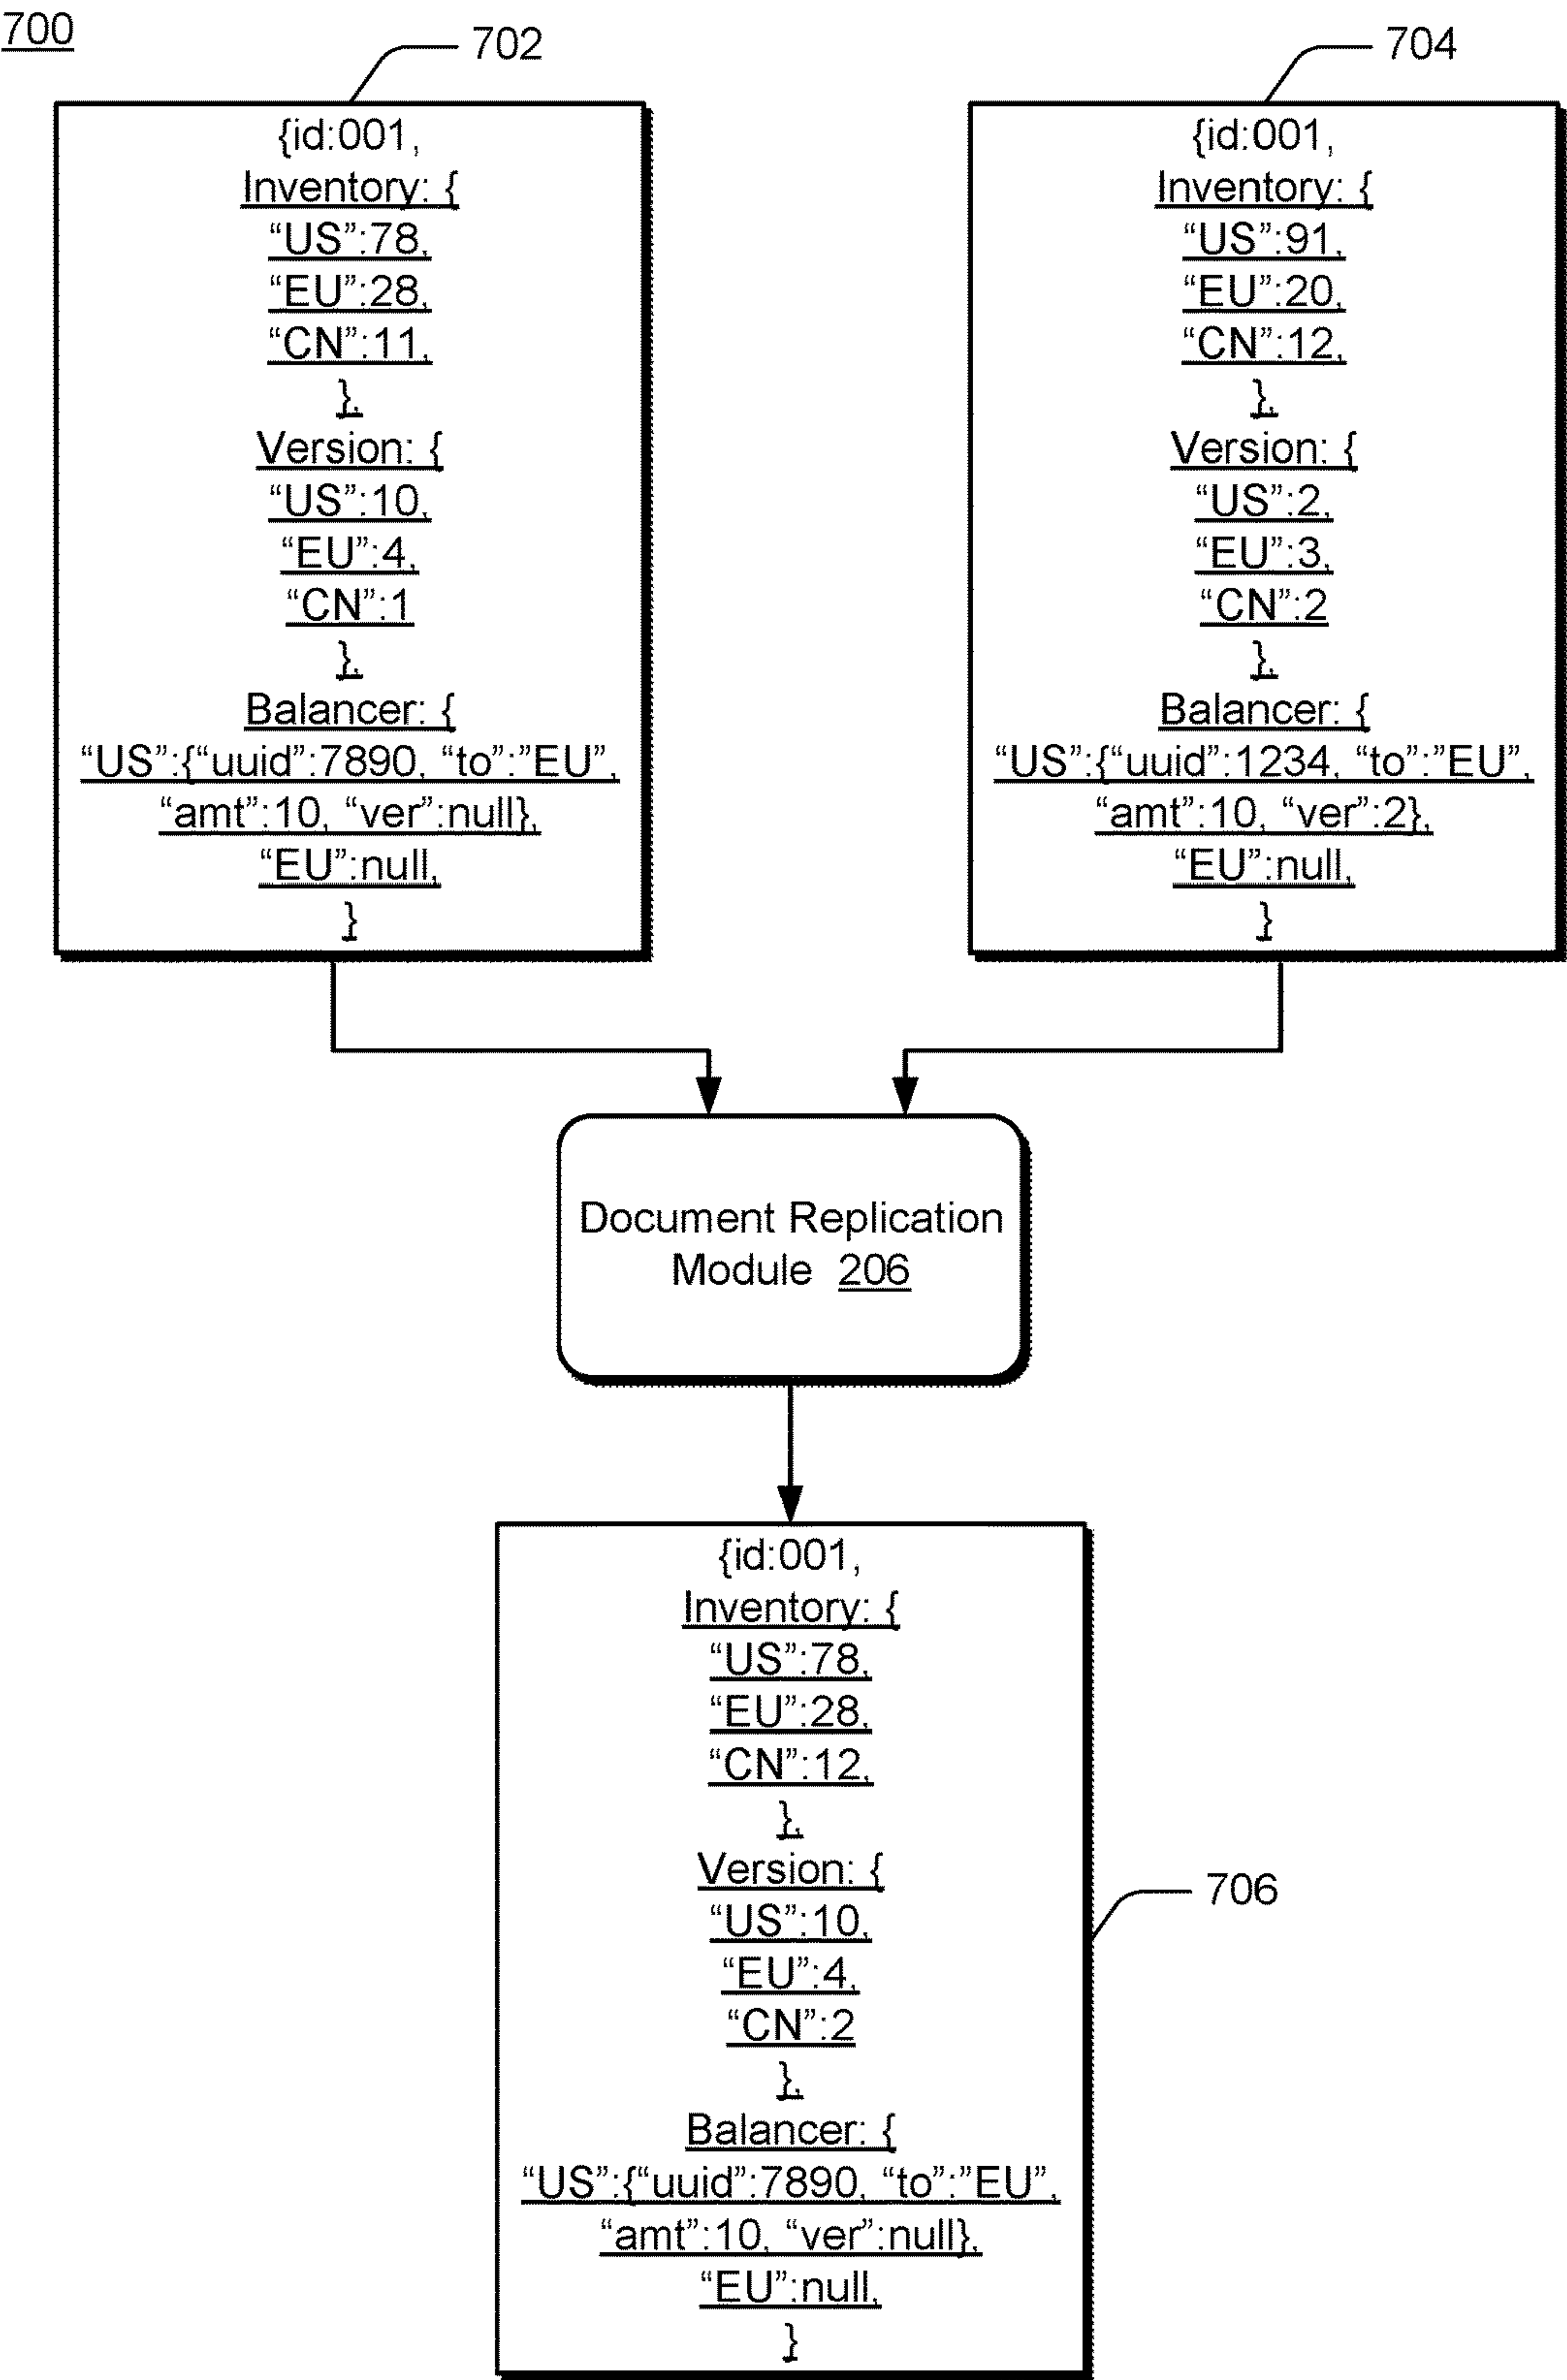 700
702
{id:001,
Inventory: {
“US”:78,
“EU”:28,
“CN”:11,
},
Version: {
“US”:10,
“EU”:4,
“CN”:1
},
Balancer: {
“US”:{“uuid”:7890, “to”:”EU”,
“amt”:10, “ver”:null},
“EU”:null,
}
704
{id:001,
Inventory: {
“US”:91,
“EU”:20,
“CN”:12,
},
Version: {
“US”:2,
“EU”:3,
“CN”:2
},
Balancer: {
“US”:{“uuid”:1234, “to”:”EU”,
“amt”:10, “ver”:2},
“EU”:null,
}
Document Replication
Module 206
{id:001,
Inventory: {
“US”:78,
“EU”:28,
“CN”:12,
},
Version: {
“US”:10,
“EU”:4,
“CN”:2
},
Balancer: {
“US”:{“uuid”:7890, “to”:”EU”,
“amt”:10, “ver”:null},
“EU”:null,
}
706